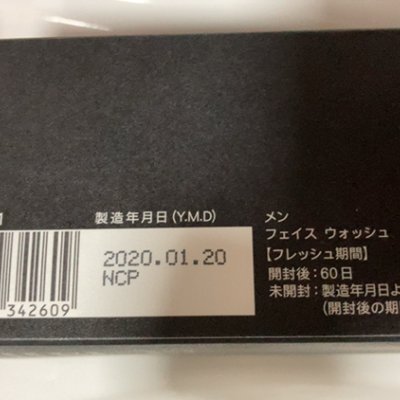 製造年月日(Y.M.D)
2020.01.20
NCP
342609
メン
フェイス ウォッシュ
【フレッシュ期間】
開封後:60日
未開封:製造年月日よ
(開封後の期